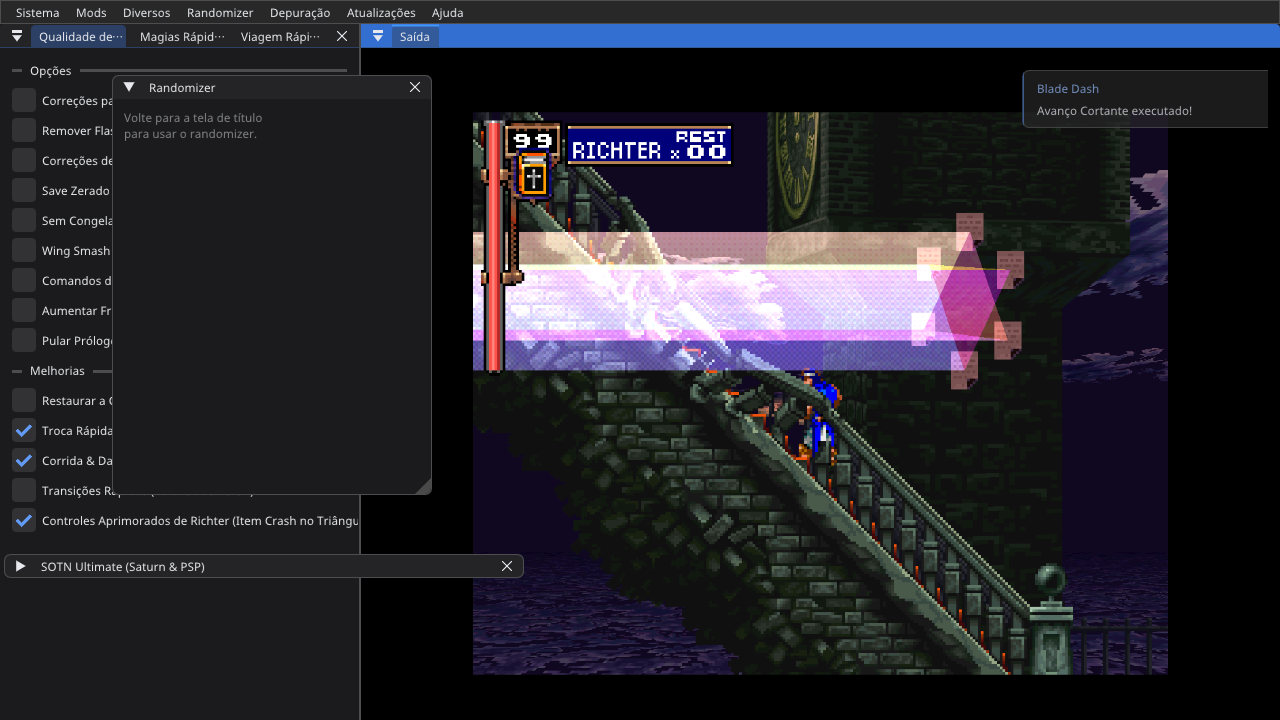 Sistema Mods Diversos Randomizer Depuração Atualizações Ajuda
Qualidade de··· Magias Rápid··· Viagem Rápi···
Saída
Opções
Correções pa
Remover Flas
Correções de
Save Zerado
Sem Congela
Wing Smash
Comandos d
Aumentar Fr
Pular Prólog
Melhorias
Restaurar a
Troca Rápida
Corrida & Da
Transições
Controles Aprimorados de Richter (Item Crash no Triângu
Randomizer
Volte para a tela de título
para usar o randomizer.
SOTN Ultimate (Saturn & PSP)
99
REST
RICHTER x 00
Blade Dash
Avanço Cortante executado!